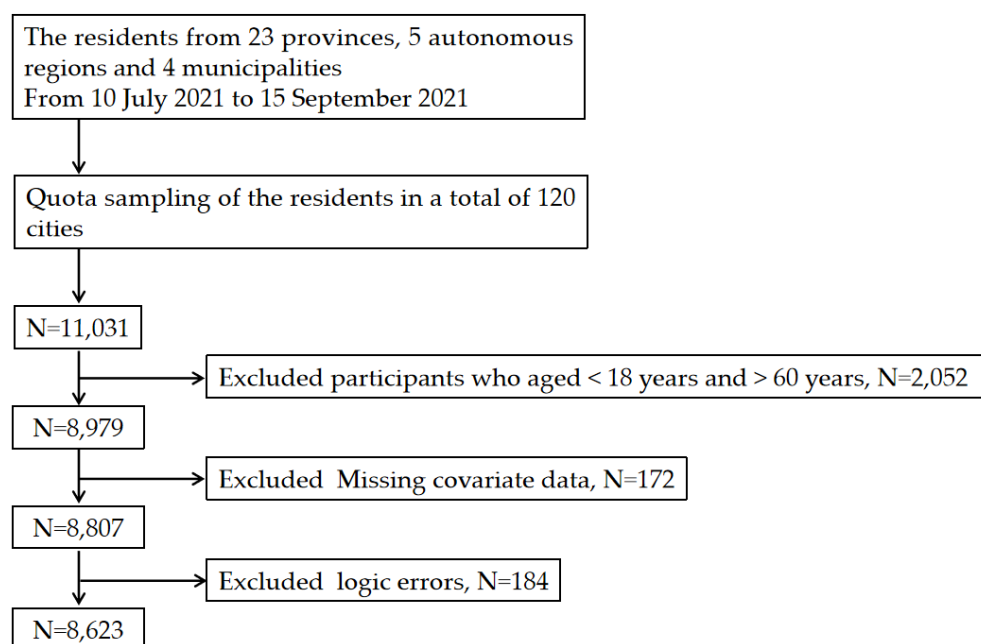 The residents from 23 provinces, 5 autonomous
regions and 4 municipalities
From 10 July 2021 to 15 September 2021
Quota sampling of the residents in a total of 120
cities
N=11,031
Excluded participants who aged < 18 years and > 60 years, N=2,052
N=8,979
Excluded Missing covariate data, N=172
N=8,807
Excluded logic errors, N=184
N=8,623